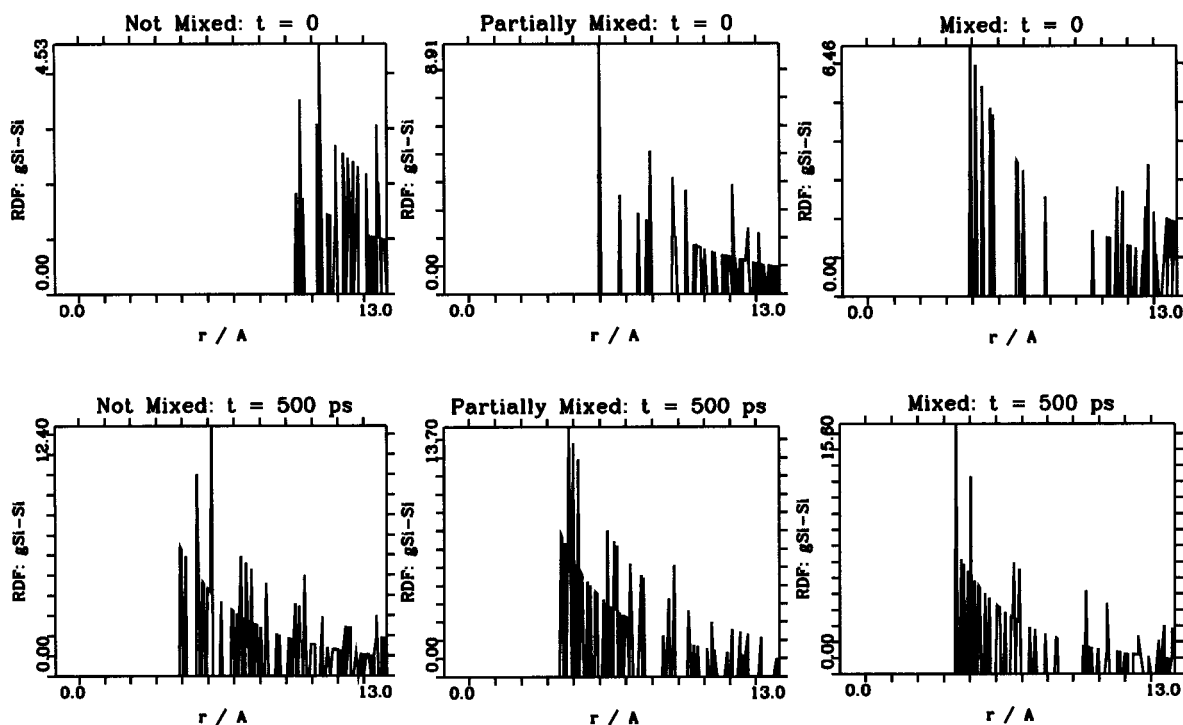 Not Mixed: t = 0
4.53
RDF: gSi-Si
0.00
0.0
13.0
r / A
Partially Mixed: t = 0
8.91
RDF: gSi-Si
0.00
0.0
13.0
r / A
Mixed: t = 0
6.46
RDF: gSi-Si
0.00
0.0
13.0
r / A
Not Mixed: t = 500 ps
12.40
RDF: gSi-Si
0.00
0.0
13.0
r / A
Partially Mixed: t = 500 ps
13.70
RDF: gSi-Si
0.00
0.0
13.0
r / A
Mixed: t = 500 ps
15.60
RDF: gSi-Si
0.00
0.0
13.0
r / A